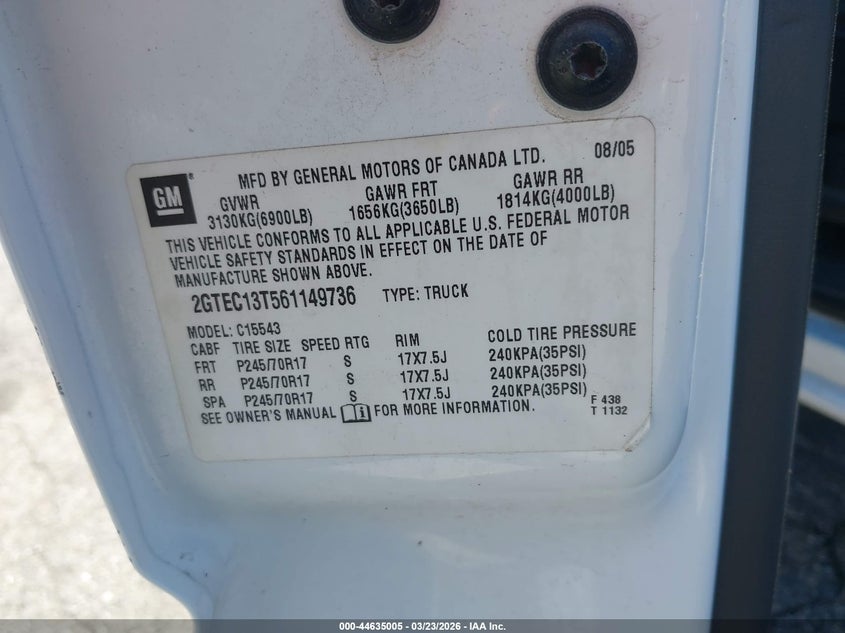 GM ® MFD BY GENERAL MOTORS OF CANADA LTD. 08/05
GVWR GAWR FRT GAWR RR
3130KG(6900LB) 1656KG(3650LB) 1814KG(4000LB)
THIS VEHICLE CONFORMS TO ALL APPLICABLE U.S. FEDERAL MOTOR
VEHICLE SAFETY STANDARDS IN EFFECT ON THE DATE OF
MANUFACTURE SHOWN ABOVE.
2GTEC13T561149736 TYPE: TRUCK
MODEL: C15543
CABF TIRE SIZE SPEED RTG RIM COLD TIRE PRESSURE
FRT P245/70R17 S 17X7.5J 240KPA(35PSI)
RR P245/70R17 S 17X7.5J 240KPA(35PSI)
SPA P245/70R17 S 17X7.5J 240KPA(35PSI)
SEE OWNER'S MANUAL i FOR MORE INFORMATION.
F 438
T 1132
000-44635005 — 03/23/2026 — IAA Inc.